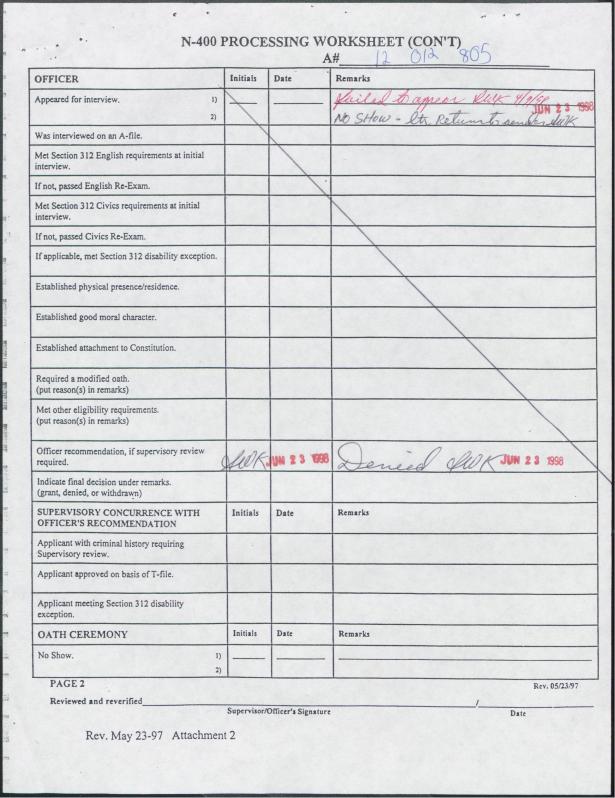 N-400 PROCESSING WORKSHEET (CON'T)
A# 12 012 805
OFFICER Initials Date Remarks
Appeared for interview. 1) Failed to appear SWK 4/9/98
2) NO SHOW - ltr Return to sender SWK JUN 23 1998
Was interviewed on an A-file.
Met Section 312 English requirements at initial
interview.
If not, passed English Re-Exam.
Met Section 312 Civics requirements at initial
interview.
If not, passed Civics Re-Exam.
If applicable, met Section 312 disability exception.
Established physical presence/residence.
Established good moral character.
Established attachment to Constitution.
Required a modified oath.
(put reason(s) in remarks)
Met other eligibility requirements.
(put reason(s) in remarks)
Officer recommendation, if supervisory review
required. SWK JUN 23 1998 Denied SWK JUN 23 1998
Indicate final decision under remarks.
(grant, denied, or withdrawn)
SUPERVISORY CONCURRENCE WITH Initials Date Remarks
OFFICER'S RECOMMENDATION
Applicant with criminal history requiring
Supervisory review.
Applicant approved on basis of T-file.
Applicant meeting Section 312 disability
exception.
OATH CEREMONY Initials Date Remarks
No Show. 1)
2)
PAGE 2 Rev. 05/23/97
Reviewed and reverified /
Supervisor/Officer's Signature Date
Rev. May 23-97 Attachment 2